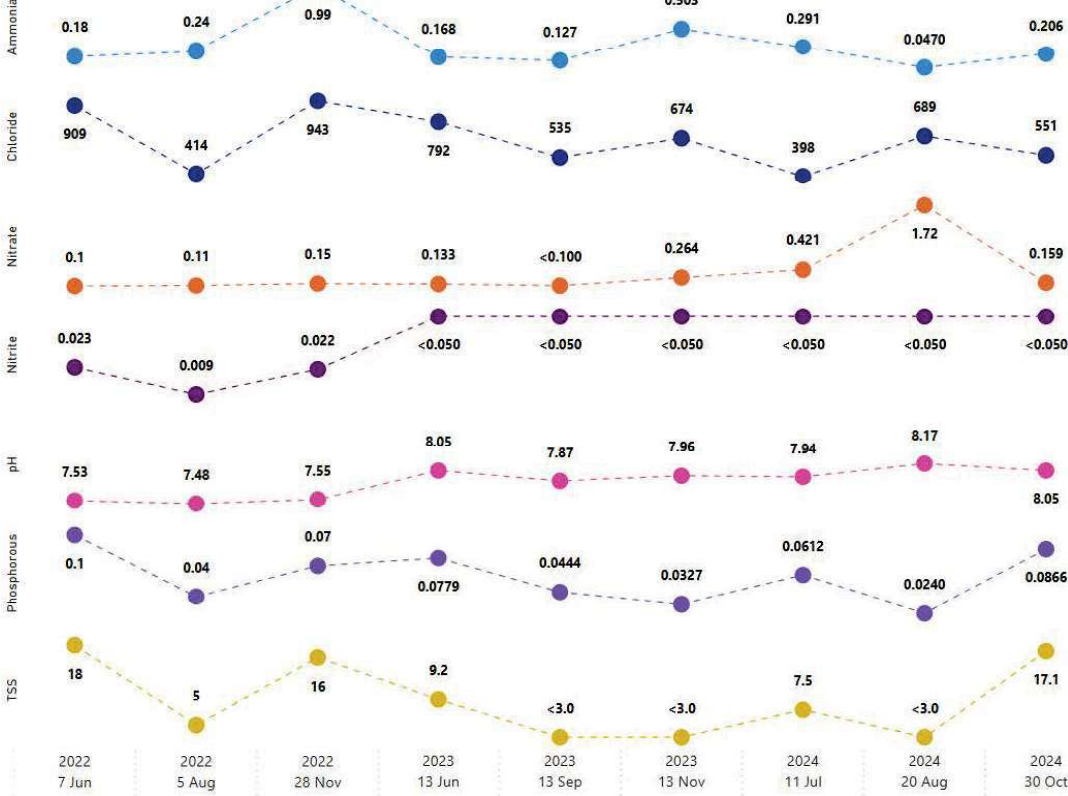 Ammonia
0.18 0.24 0.99 0.168 0.127 0.291 0.0470 0.206
Chloride
909 414 943 792 535 674 398 689 551
Nitrate
0.1 0.11 0.15 0.133 <0.100 0.264 0.421 1.72 0.159
Nitrite
0.023 0.009 0.022 <0.050 <0.050 <0.050 <0.050 <0.050 <0.050
pH
7.53 7.48 7.55 8.05 7.87 7.96 7.94 8.17 8.05
Phosphorous
0.1 0.04 0.07 0.0779 0.0444 0.0327 0.0612 0.0240 0.0866
TSS
18 5 16 9.2 <3.0 <3.0 7.5 <3.0 17.1
2022 2022 2022 2023 2023 2023 2024 2024 2024
7 Jun 5 Aug 28 Nov 13 Jun 13 Sep 13 Nov 11 Jul 20 Aug 30 Oct